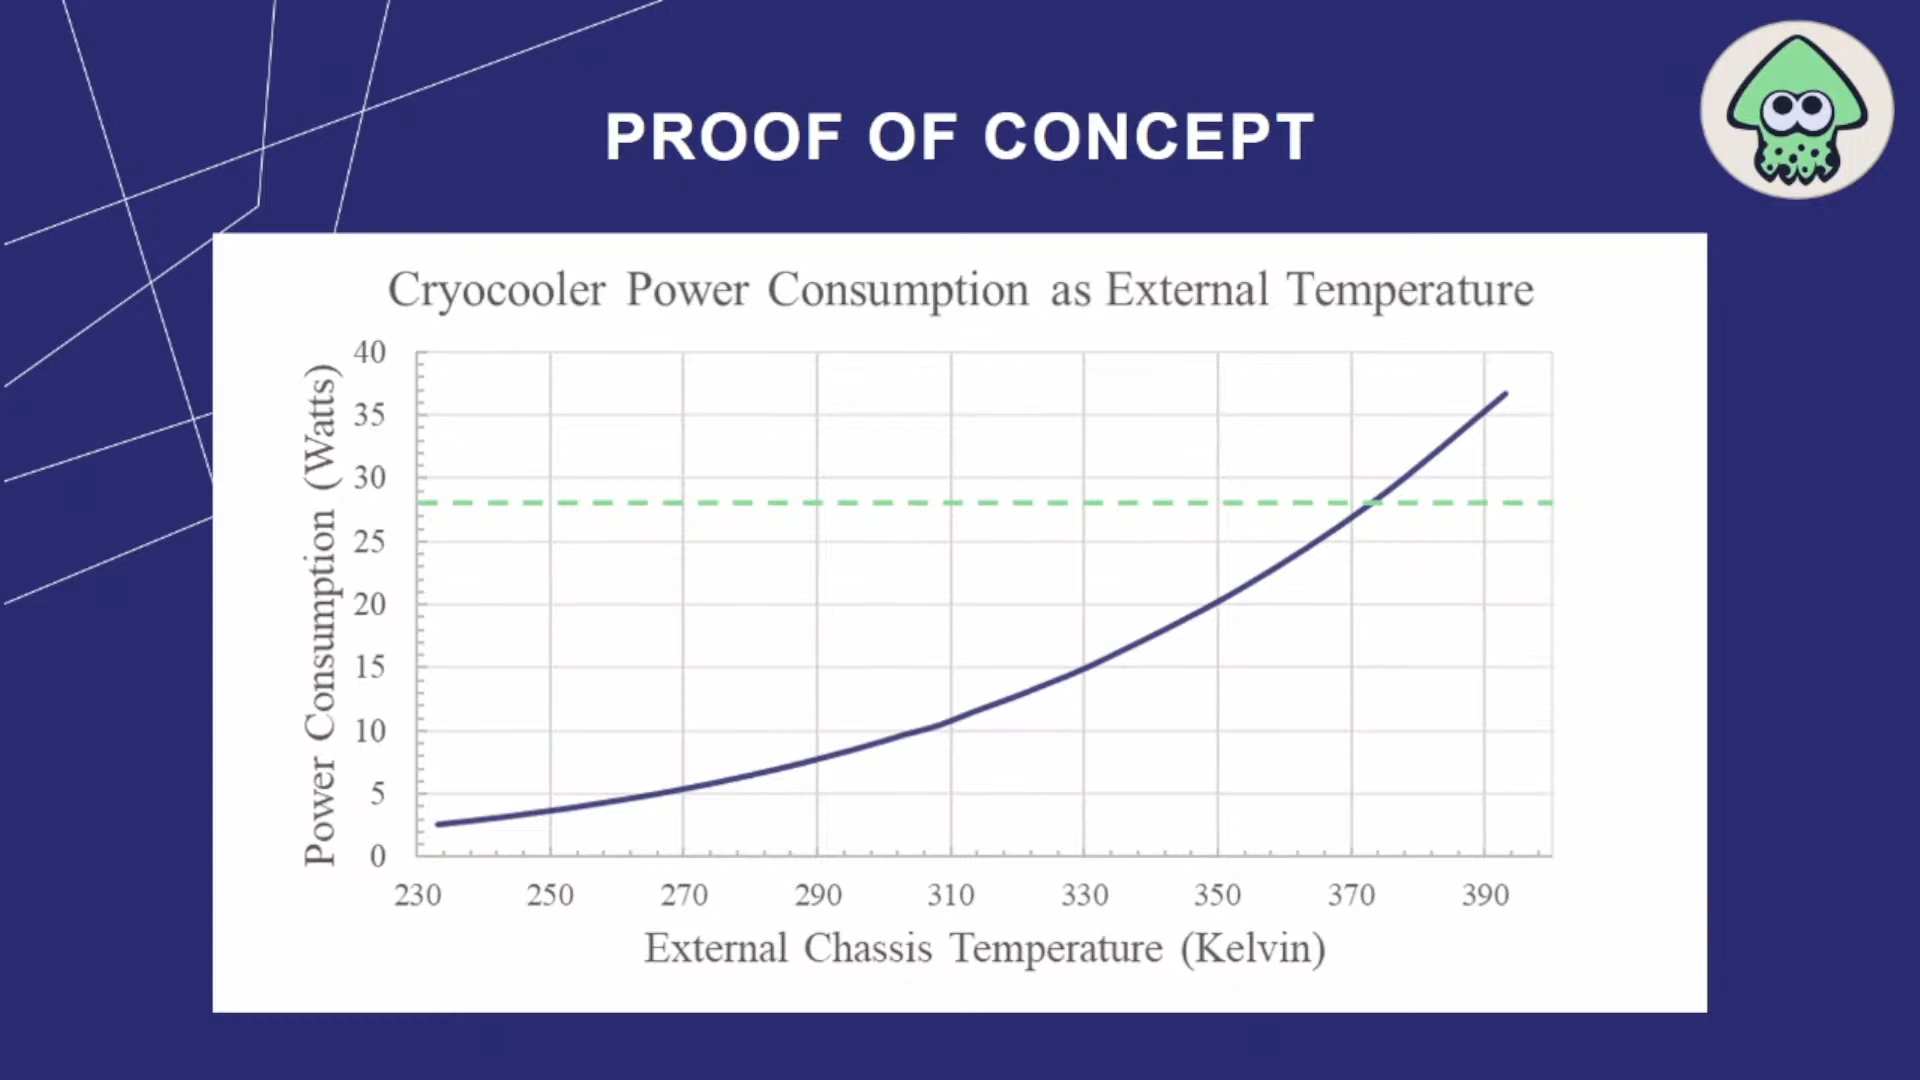 PROOF OF CONCEPT
Cryocooler Power Consumption as External Temperature
Power Consumption (Watts)
40
35
30
25
20
15
10
5
0
230 250 270 290 310 330 350 370 390
External Chassis Temperature (Kelvin)